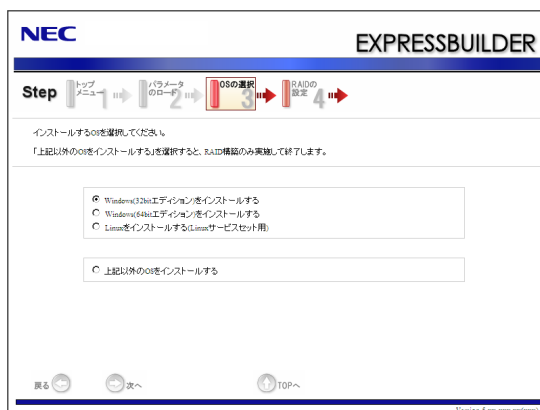 NEC
EXPRESSBUILDER
Step
トップメニュー 1
パラメータのロード 2
OSの選択 3
RAIDの設定 4
インストールするOSを選択してください。
「上記以外のOSをインストールする」を選択すると、RAID構築のみ実施して終了します。
Windows(32bitエディション)をインストールする
Windows(64bitエディション)をインストールする
Linuxをインストールする(Linuxサービスセット用)
上記以外のOSをインストールする
戻る 次へ TOPへ